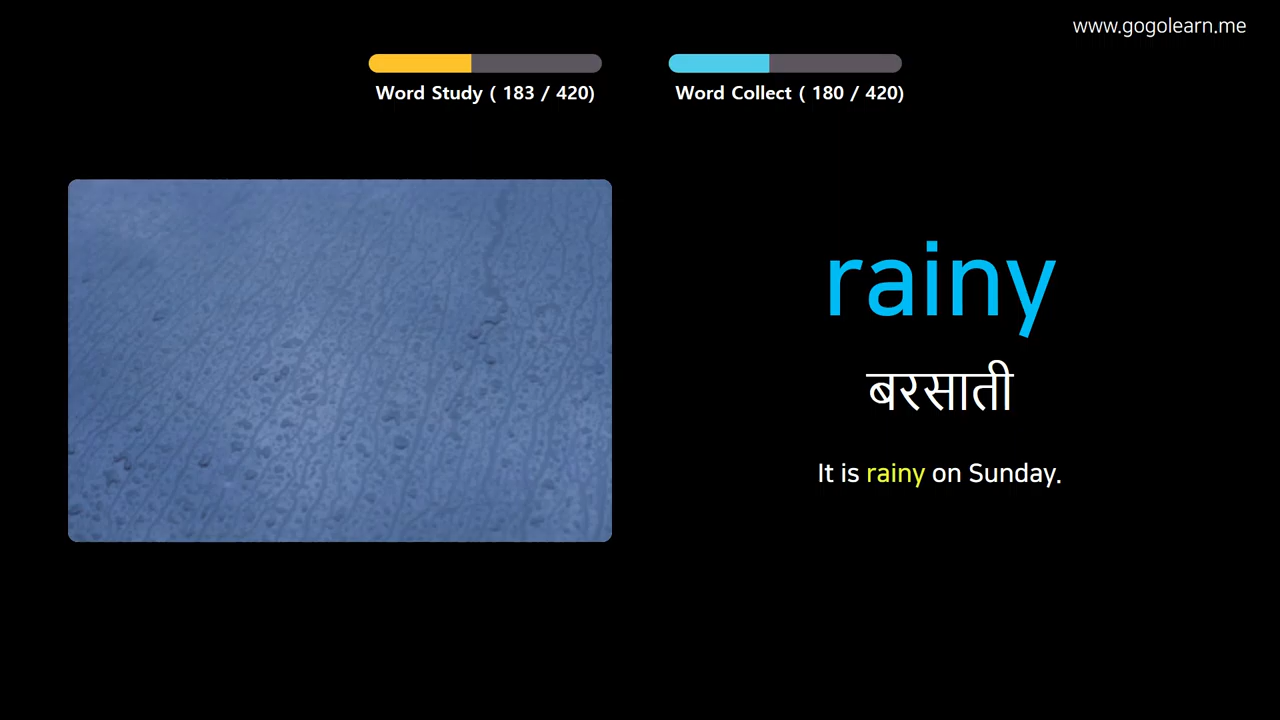 www.gogolearn.me
Word Study ( 183 / 420)
Word Collect ( 180 / 420)
rainy
बरसाती
It is rainy on Sunday.